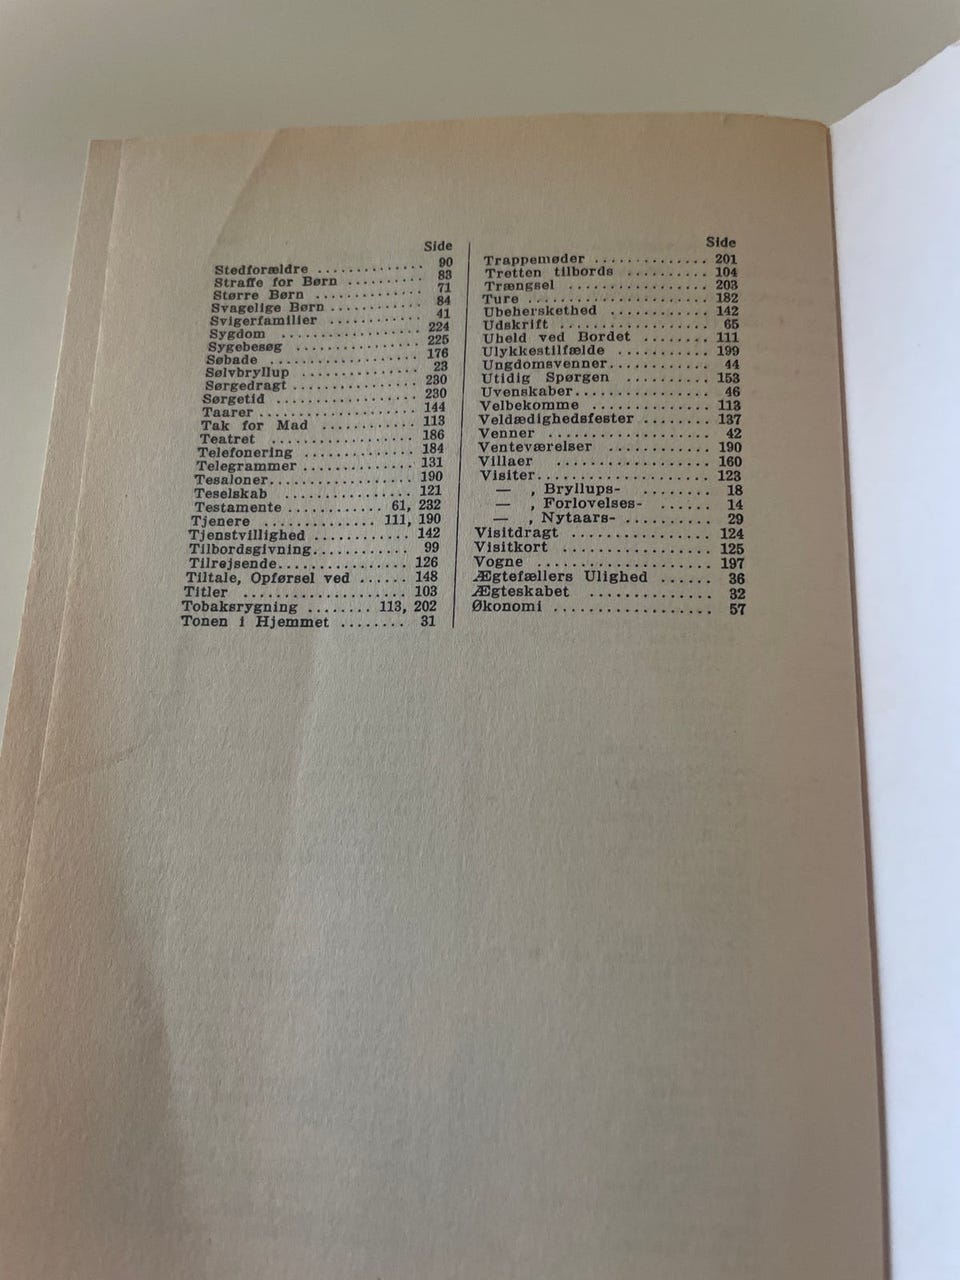 Side
Stedforældre .............. 90
Straffe for Børn .......... 83
Større Børn .............. 71
Svagelige Børn ............ 84
Svigerfamilier ............ 41
Sygdom .................. 224
Sygebesøg ................ 225
Søbade .................. 176
Sølvbryllup ............... 23
Sørgedragt ................ 230
Sørgetid .................. 230
Taarer .................... 144
Tak for Mad ............ 113
Teatret .................. 186
Telefonering .............. 184
Telegrammer .............. 131
Tesaloner.................. 190
Teselskab ................ 121
Testamente ............ 61, 232
Tjenere .............. 111, 190
Tjenstvillighed ............ 142
Tilbordsgivning............ 99
Tilrejsende................ 126
Tiltale, Opførsel ved ...... 148
Titler .................... 103
Tobaksrygning ........ 113, 202
Tonen i Hjemmet ........ 31
Side
Trappemøder .............. 201
Tretten tilbords .......... 104
Trængsel ................. 203
Ture ...................... 182
Ubeherskethed ............ 142
Udskrift .................. 65
Uheld ved Bordet ........ 111
Ulykkestilfælde ............ 199
Ungdomsvenner............ 44
Utidig Spørgen .......... 153
Uvenskaber................ 46
Velbekomme .............. 113
Veldædighedsfester ........ 137
Venner .................. 42
Venteværelser ............ 190
Villaer .................. 160
Visiter.................... 123
— , Bryllups- ......... 18
— , Forlovelses- ...... 14
— , Nytaars- .......... 29
Visitdragt ................ 124
Visitkort ................. 125
Vogne .................... 197
Ægtefællers Ulighed ...... 36
Ægteskabet .............. 32
Økonomi .................. 57